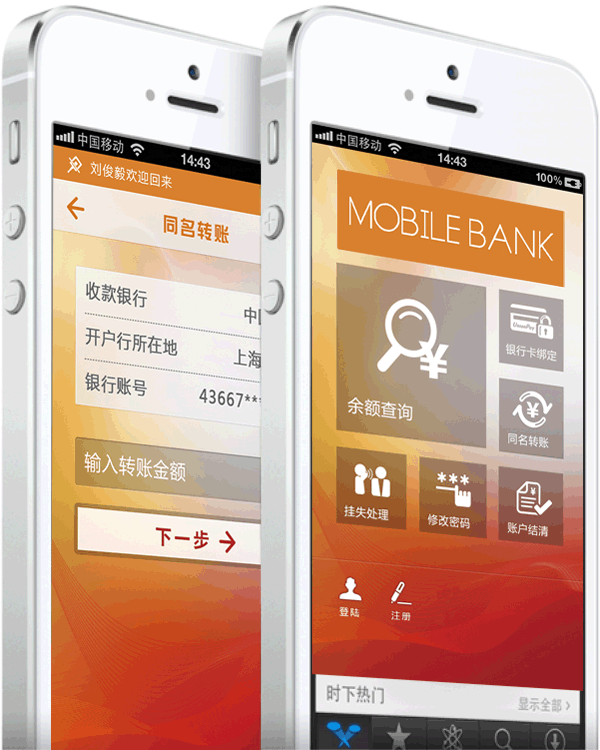 中国移动
14:43
刘俊毅欢迎回来
同名转账
收款银行
开户行所在地 上海
银行账号 43667**
输入转账金额
下一步
中国移动
14:43
100%
MOBILE BANK
余额查询
银行卡绑定
同名转账
挂失处理
修改密码
账户结清
登陆
注册
时下热门
显示全部